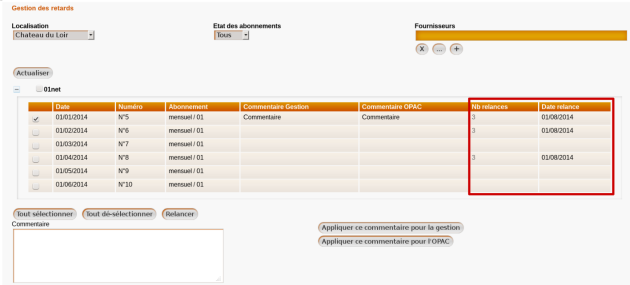 Gestion des retards
Localisation Etat des abonnements Fournisseurs
Chateau du Loir Tous
X ... +
Actualiser
01net
Date Numéro Abonnement Commentaire Gestion Commentaire OPAC Nb relances Date relance
01/01/2014 N°5 mensuel / 01 Commentaire Commentaire 3 01/08/2014
01/02/2014 N°6 mensuel / 01 3 01/08/2014
01/03/2014 N°7 mensuel / 01
01/04/2014 N°8 mensuel / 01 3 01/08/2014
01/05/2014 N°9 mensuel / 01
01/06/2014 N°10 mensuel / 01
Tout sélectionner Tout dé-sélectionner Relancer
Commentaire
Appliquer ce commentaire pour la gestion
Appliquer ce commentaire pour l'OPAC